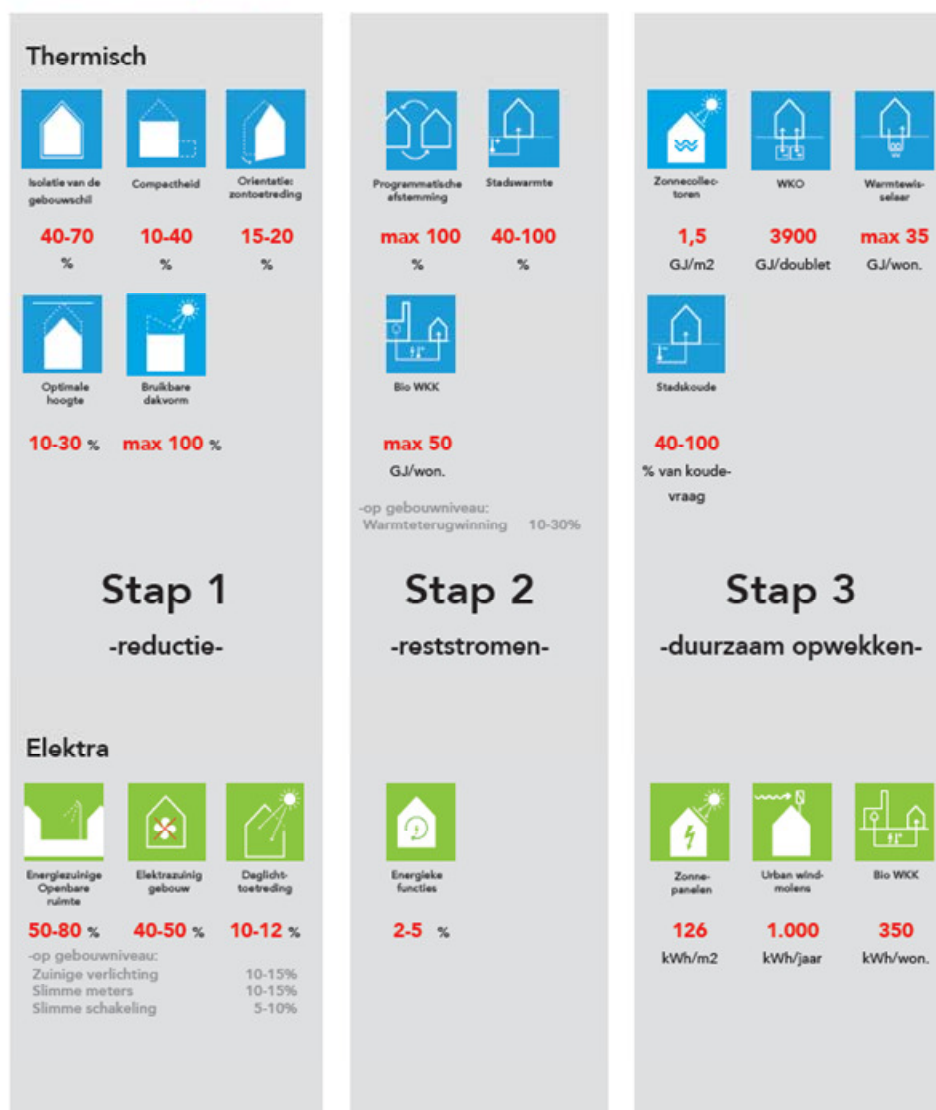 Thermisch
Isolatie van de
gebouwschil
Compactheid
Orientatie:
zontoetreding
40-70
%
10-40
%
15-20
%
Optimale
hoogte
Bruikbare
dakvorm
10-30 %
max 100 %
Programmatische
afstemming
Stadswarmte
max 100
%
40-100
%
Bio WKK
max 50
GJ/won.
-op gebouwniveau:
Warmteterugwinning 10-30%
Zonnecollec-
toren
WKO
Warmtewis-
selaar
1,5
GJ/m2
3900
GJ/doublet
max 35
GJ/won.
Stadskoude
40-100
% van koude-
vraag
Stap 1
-reductie-
Stap 2
-reststromen-
Stap 3
-duurzaam opwekken-
Elektra
Energiezuinige
Openbare
ruimte
Elektrazuinig
gebouw
Daglicht-
toetreding
50-80 %
40-50 %
10-12 %
-op gebouwniveau:
Zuinige verlichting 10-15%
Slimme meters 10-15%
Slimme schakeling 5-10%
Energieke
functies
2-5 %
Zonne-
panelen
Urban wind-
molens
Bio WKK
126
kWh/m2
1.000
kWh/jaar
350
kWh/won.